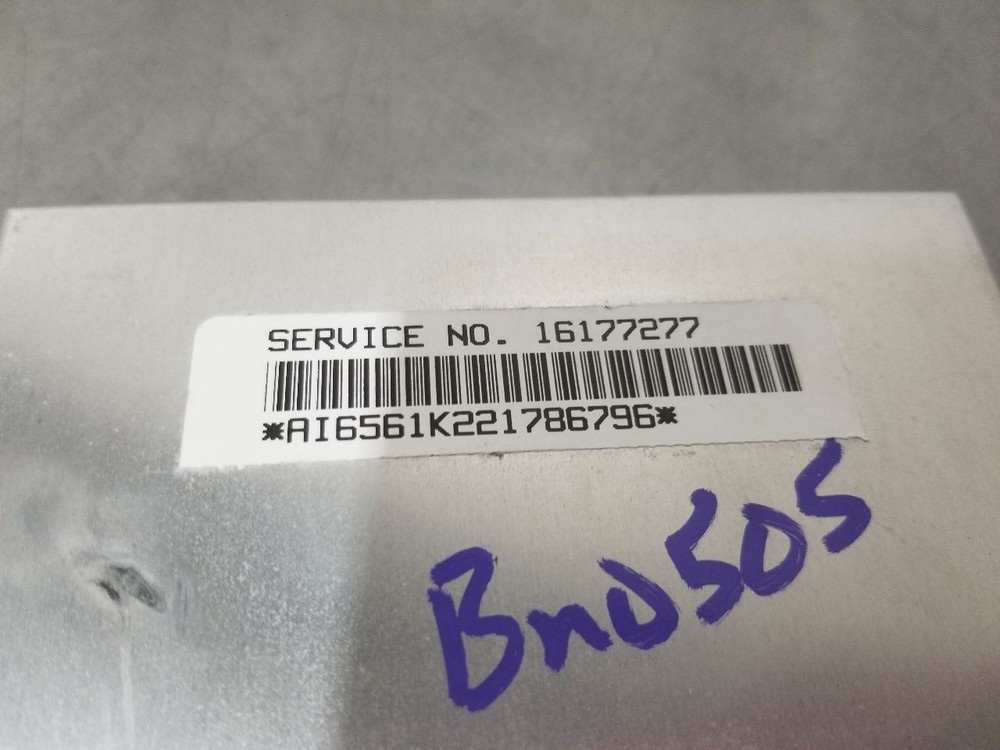 SERVICE NO. 16177277
*AI6561K221786796*
Bn0505